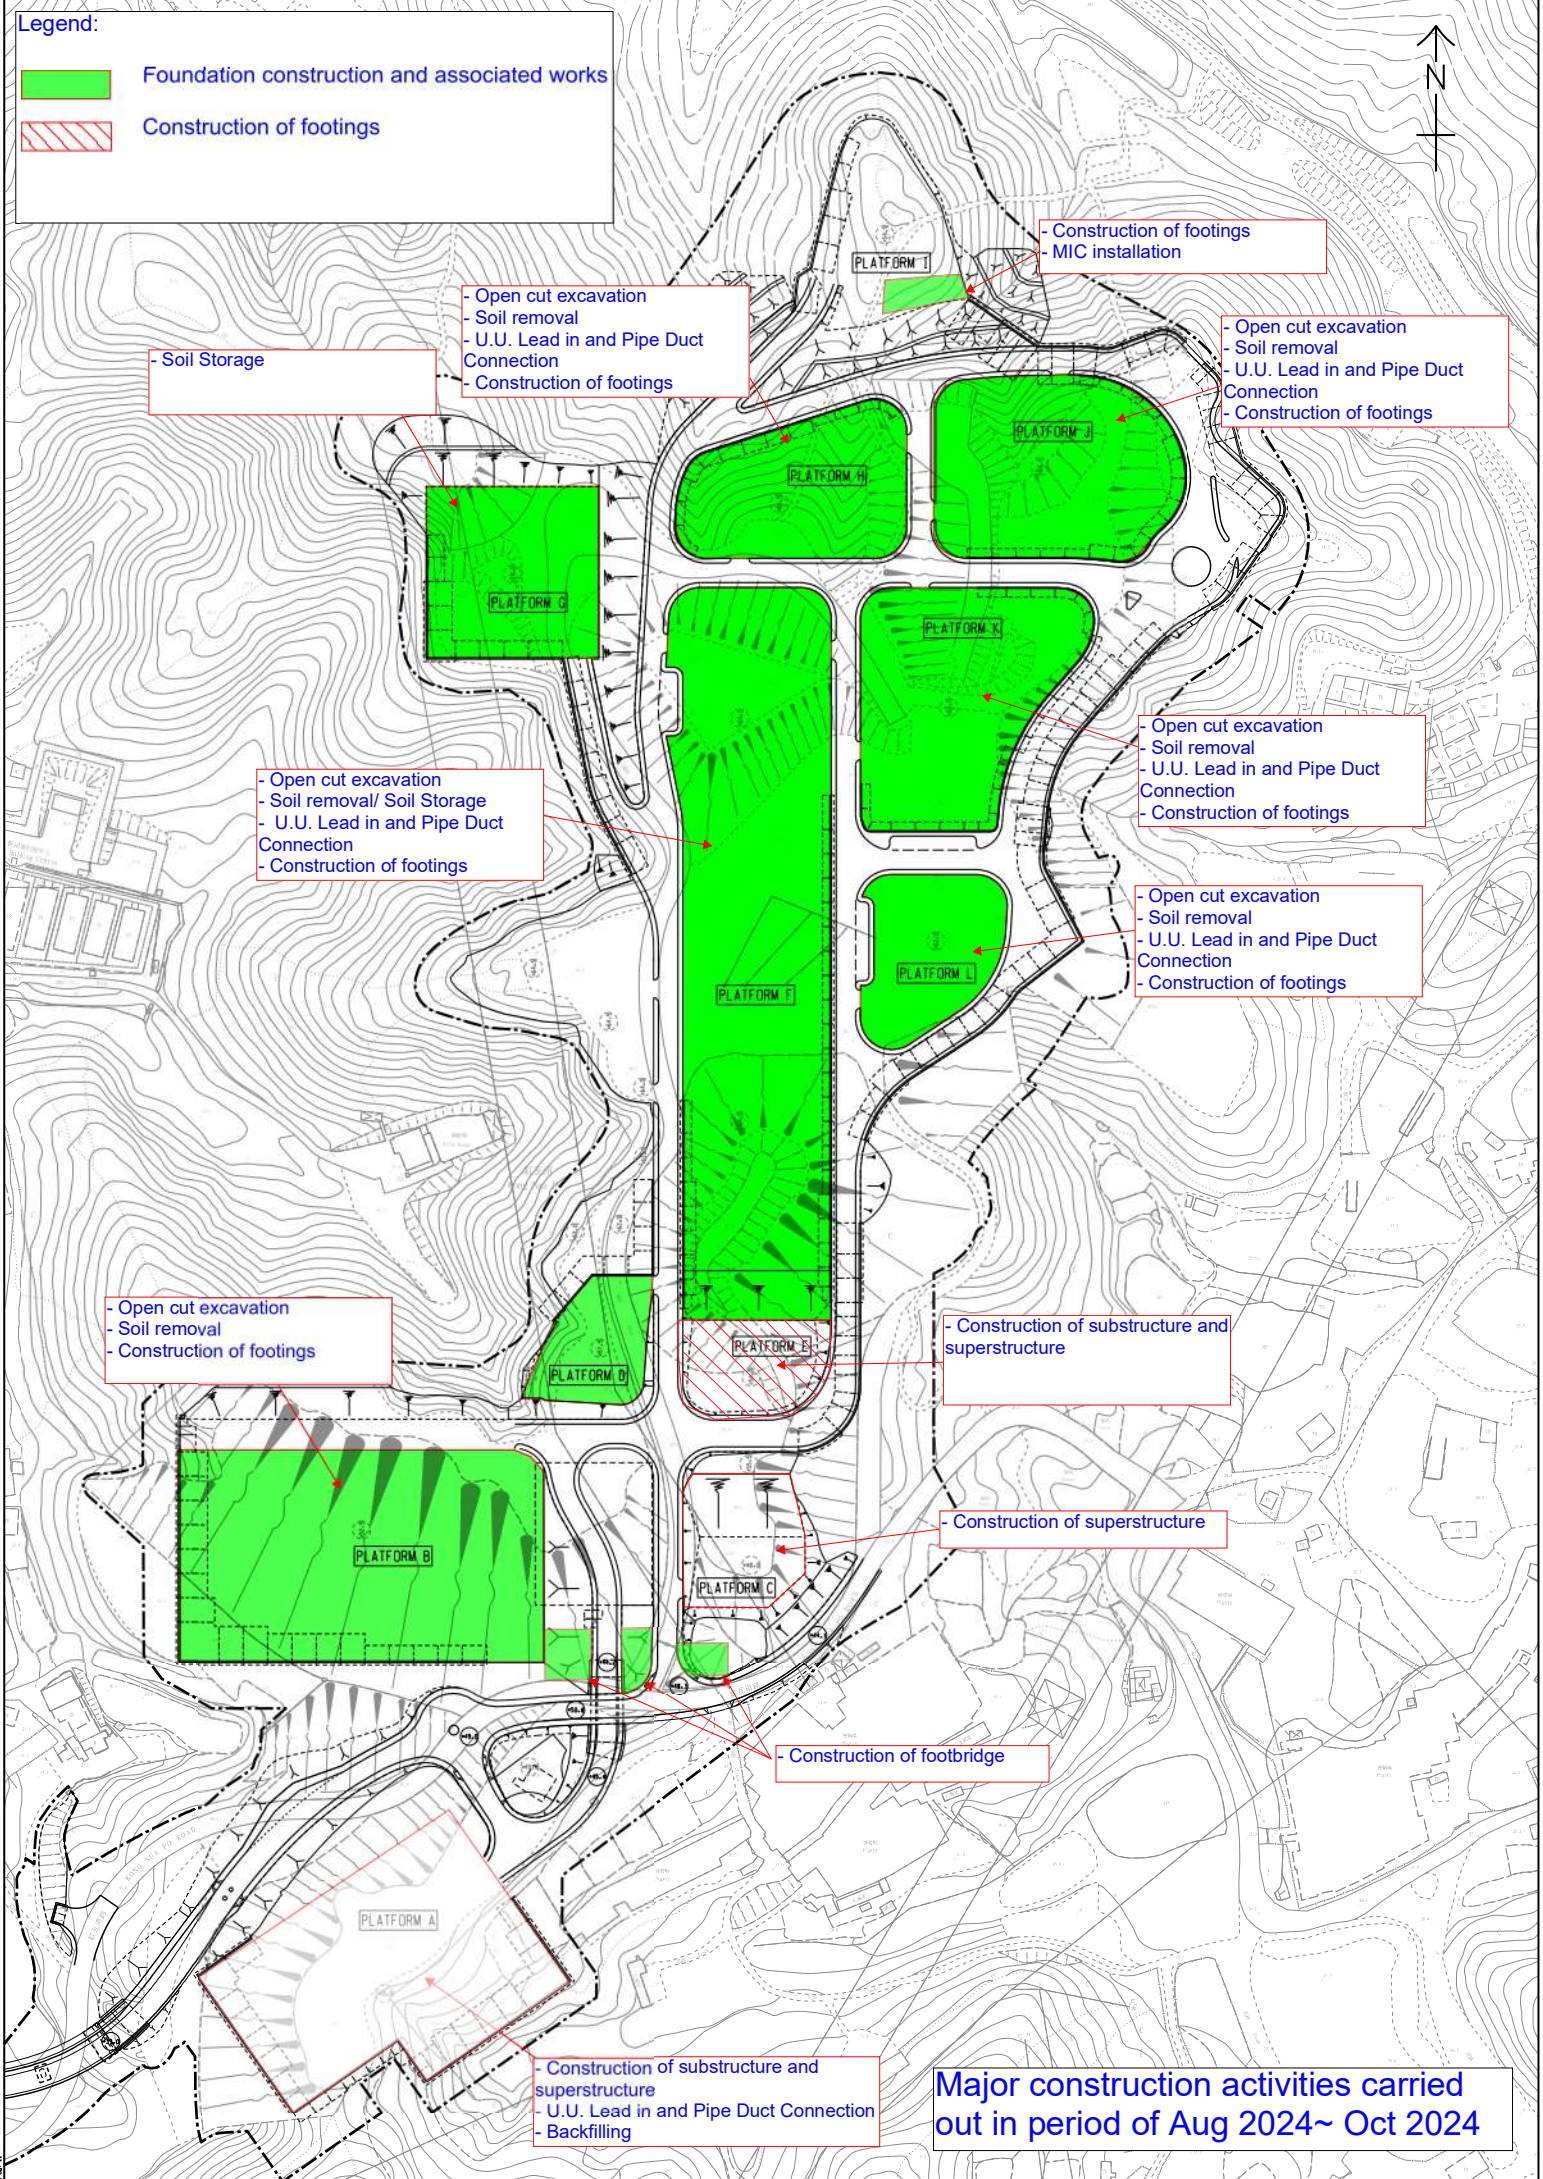 Legend:
Foundation construction and associated works
Construction of footings
N
- Construction of footings
- MIC installation
PLATFORM I
- Open cut excavation
- Soil removal
- U.U. Lead in and Pipe Duct
Connection
- Construction of footings
- Open cut excavation
- Soil removal
- U.U. Lead in and Pipe Duct
Connection
- Construction of footings
- Soil Storage
PLATFORM J
PLATFORM H
PLATFORM G
PLATFORM K
- Open cut excavation
- Soil removal
- U.U. Lead in and Pipe Duct
Connection
- Construction of footings
- Open cut excavation
- Soil removal/ Soil Storage
- U.U. Lead in and Pipe Duct
Connection
- Construction of footings
- Open cut excavation
- Soil removal
- U.U. Lead in and Pipe Duct
Connection
- Construction of footings
PLATFORM L
PLATFORM F
- Open cut excavation
- Soil removal
- Construction of footings
- Construction of substructure and
superstructure
PLATFORM E
PLATFORM D
- Construction of superstructure
PLATFORM B
PLATFORM C
- Construction of footbridge
KONG NGA PO ROAD
PLATFORM A
- Construction of substructure and
superstructure
- U.U. Lead in and Pipe Duct Connection
- Backfilling
Major construction activities carried
out in period of Aug 2024~ Oct 2024